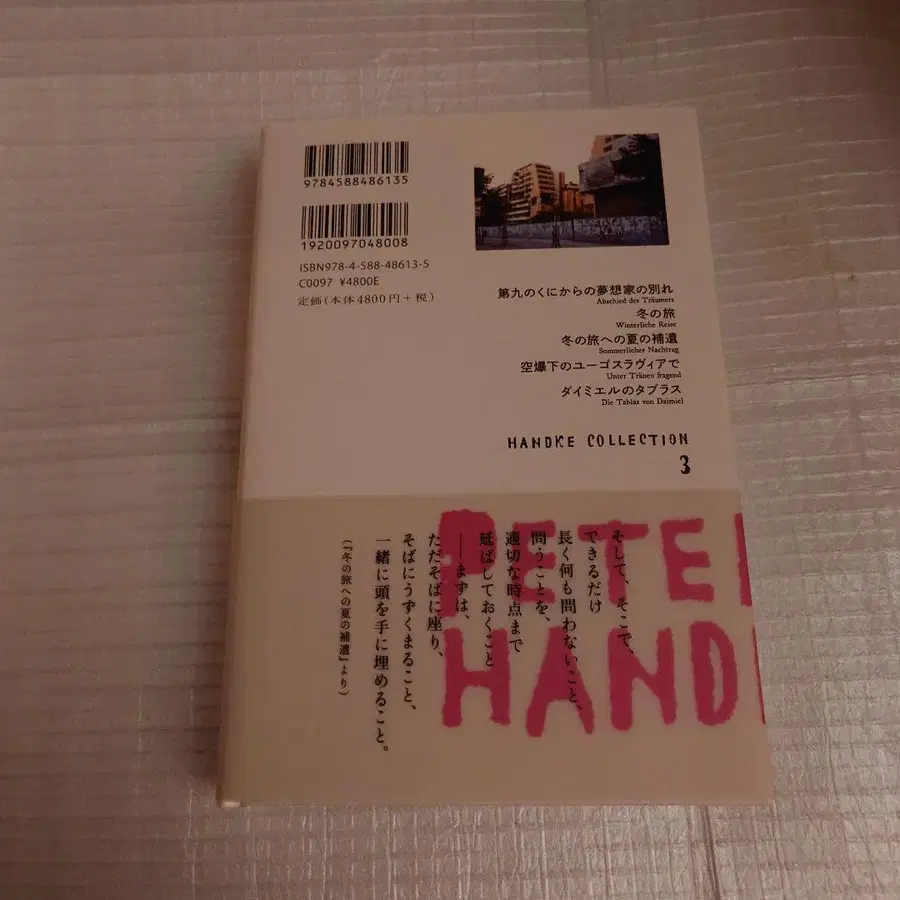 9784588486135
1920097048008
ISBN978-4-588-48613-5
C0097 ¥4800E
定価(本体4800円+税)
第九のくにからの夢想家の別れ
Abschied des Träumers
冬の旅
Winterliche Reise
冬の旅への夏の補遺
Sommerlicher Nachtrag
空爆下のユーゴスラヴィアで
Unter Tränen fragend
ダイミエルのタブラス
Die Tablas von Daimiel
HANDKE COLLECTION
3
PETE
HAND
そして、そこで、
できるだけ
長く何も問わないこと、
問うことを、
適切な時点まで
延ばしておくこと
——まずは、
ただそばに座り、
そばにうずくまること、
一緒に頭を手に埋めること。
(『冬の旅への夏の補遺』より)